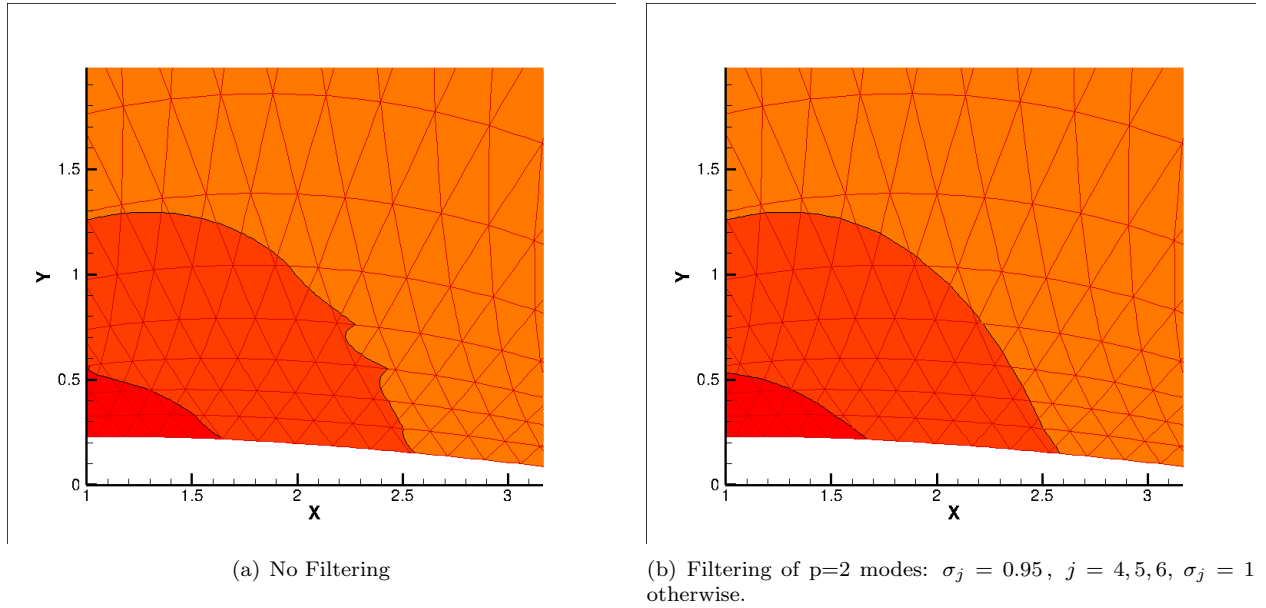 1.5
1
0.5
0
1
1.5
2
2.5
3
Y
X
(a) No Filtering
1.5
1
0.5
0
1
1.5
2
2.5
3
Y
X
(b) Filtering of p=2 modes: σj = 0.95, j = 4, 5, 6, σj = 1
otherwise.